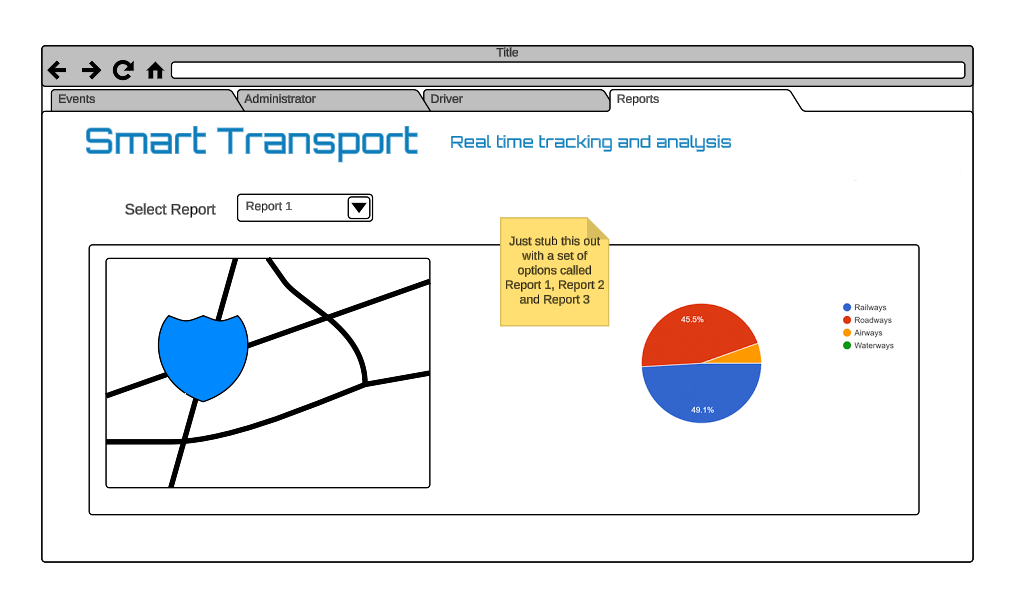 Title
Events
Administrator
Driver
Reports
Smart Transport
Real time tracking and analysis
Select Report
Report 1
Just stub this out
with a set of
options called
Report 1, Report 2
and Report 3
45.5%
49.1%
Railways
Roadways
Airways
Waterways